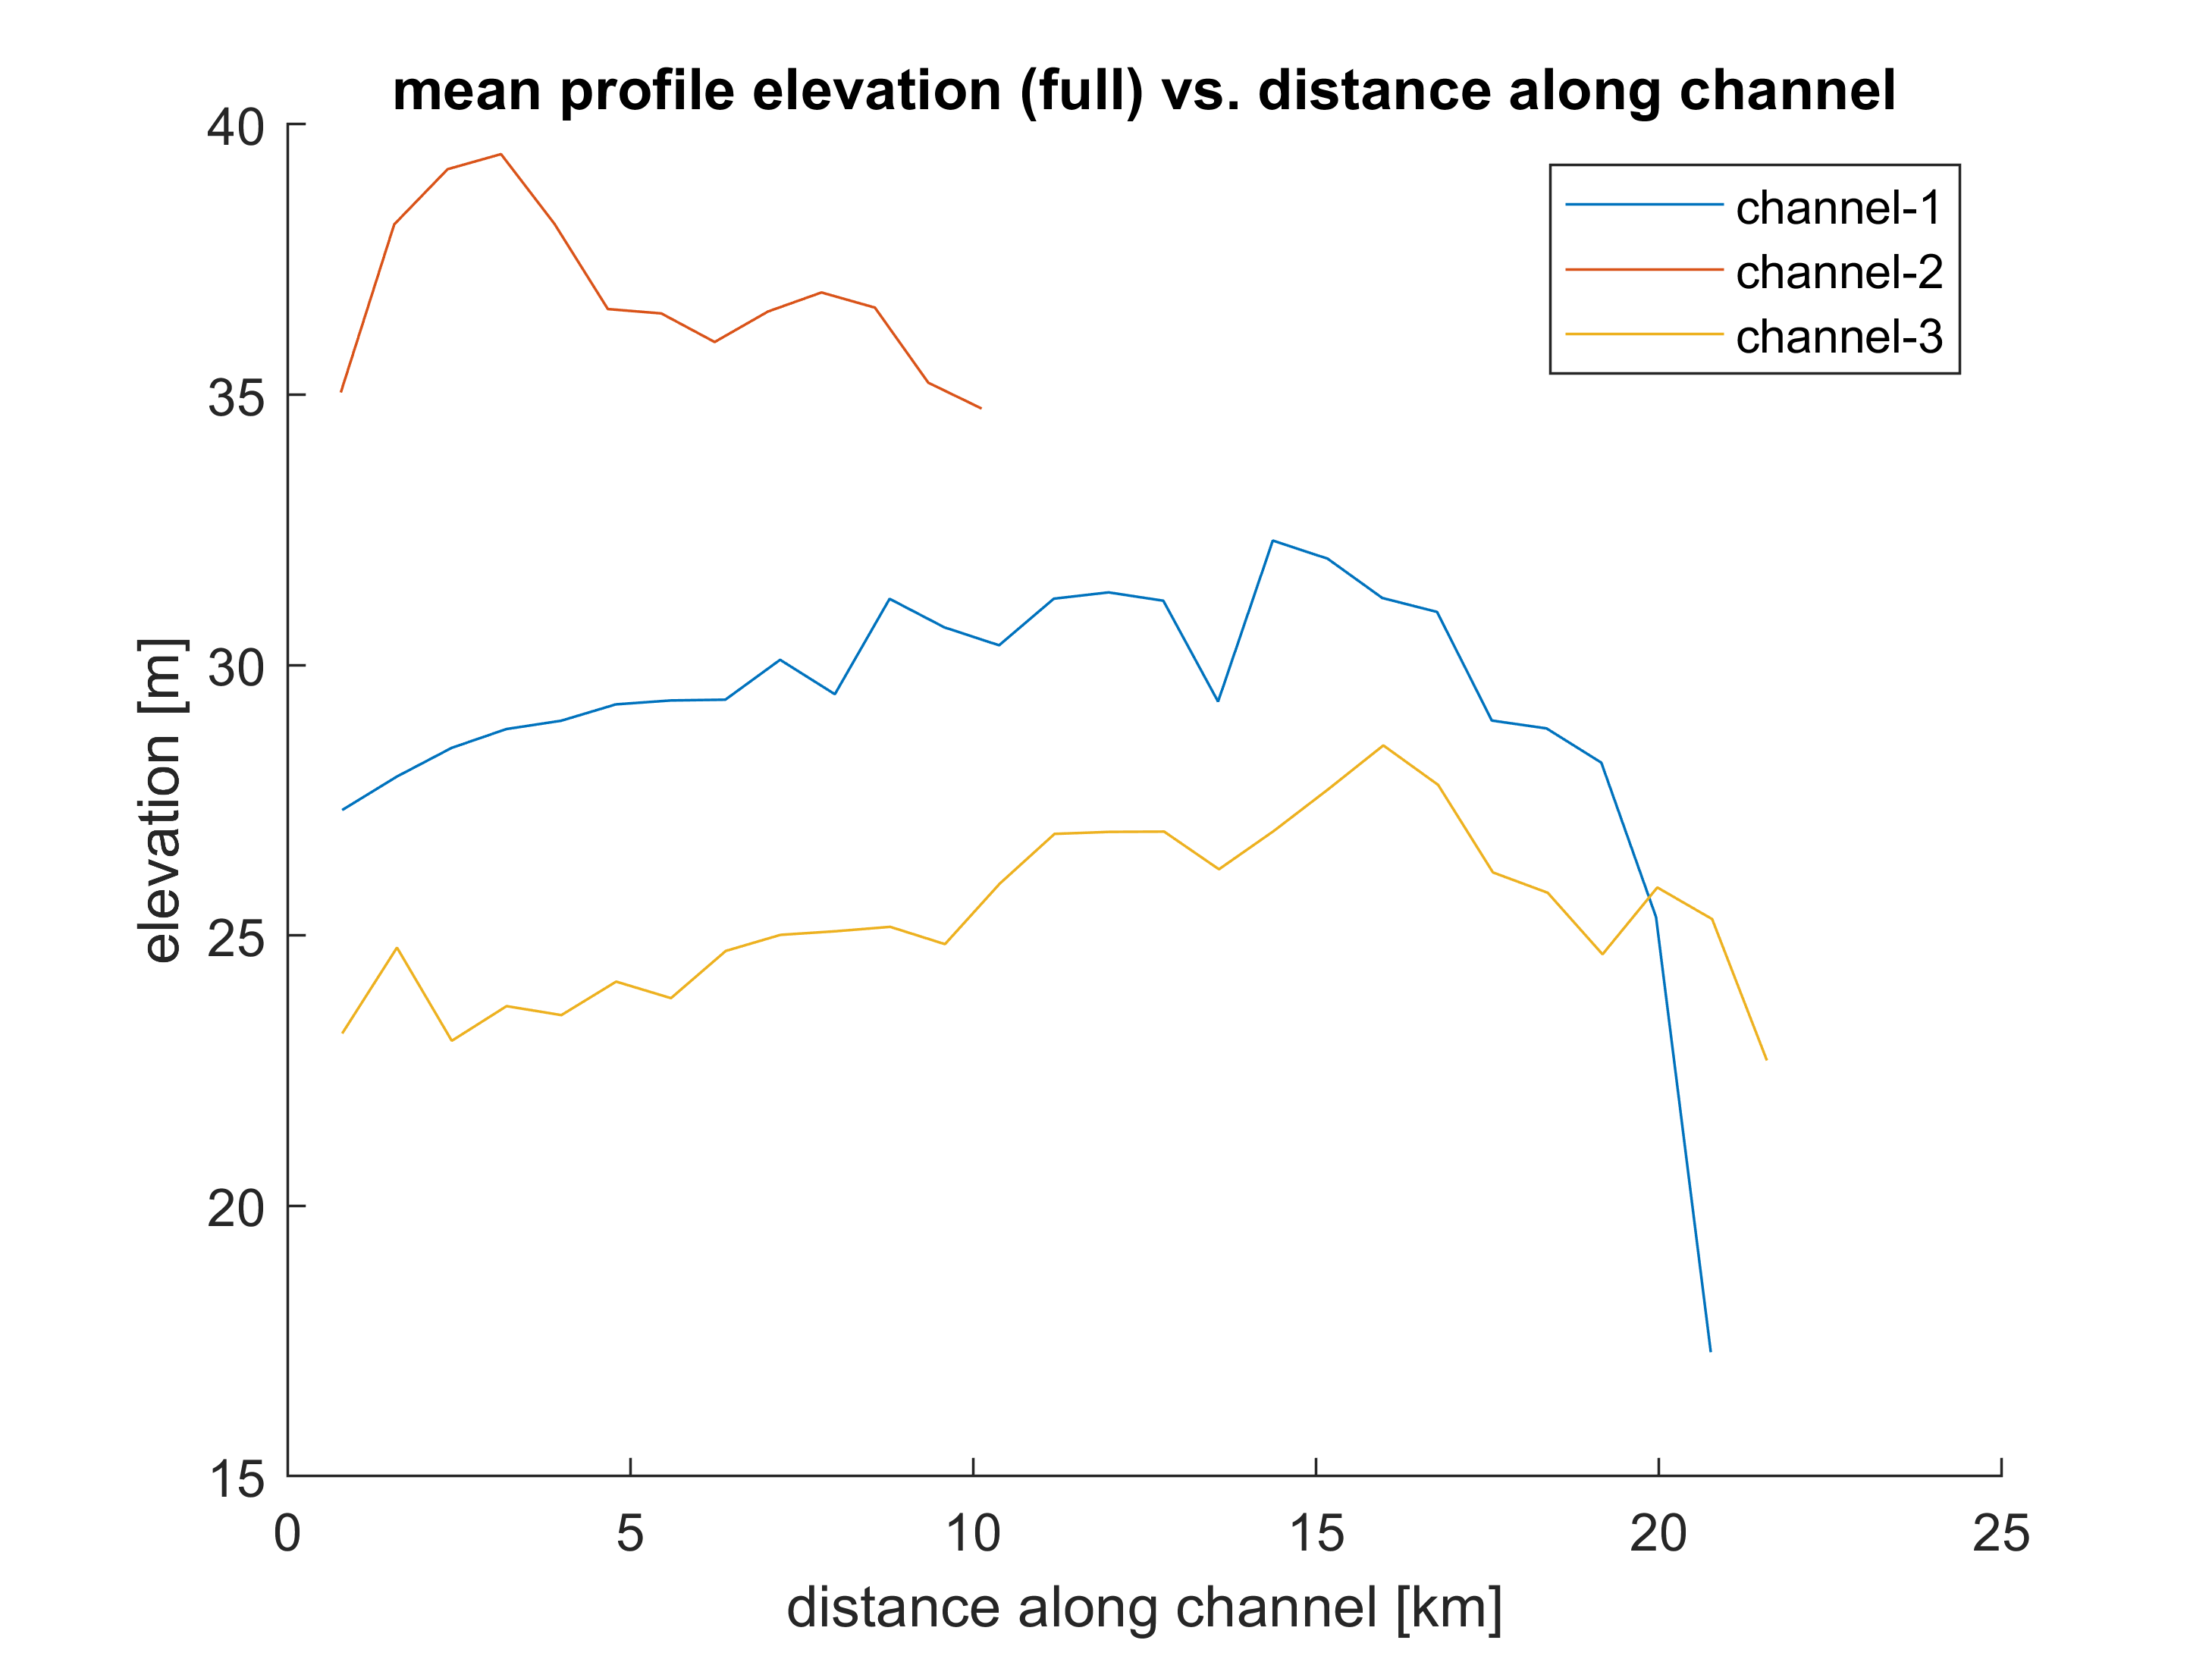 mean profile elevation (full) vs. distance along channel
40
35
30
25
20
15
elevation [m]
channel-1
channel-2
channel-3
0 5 10 15 20 25
distance along channel [km]